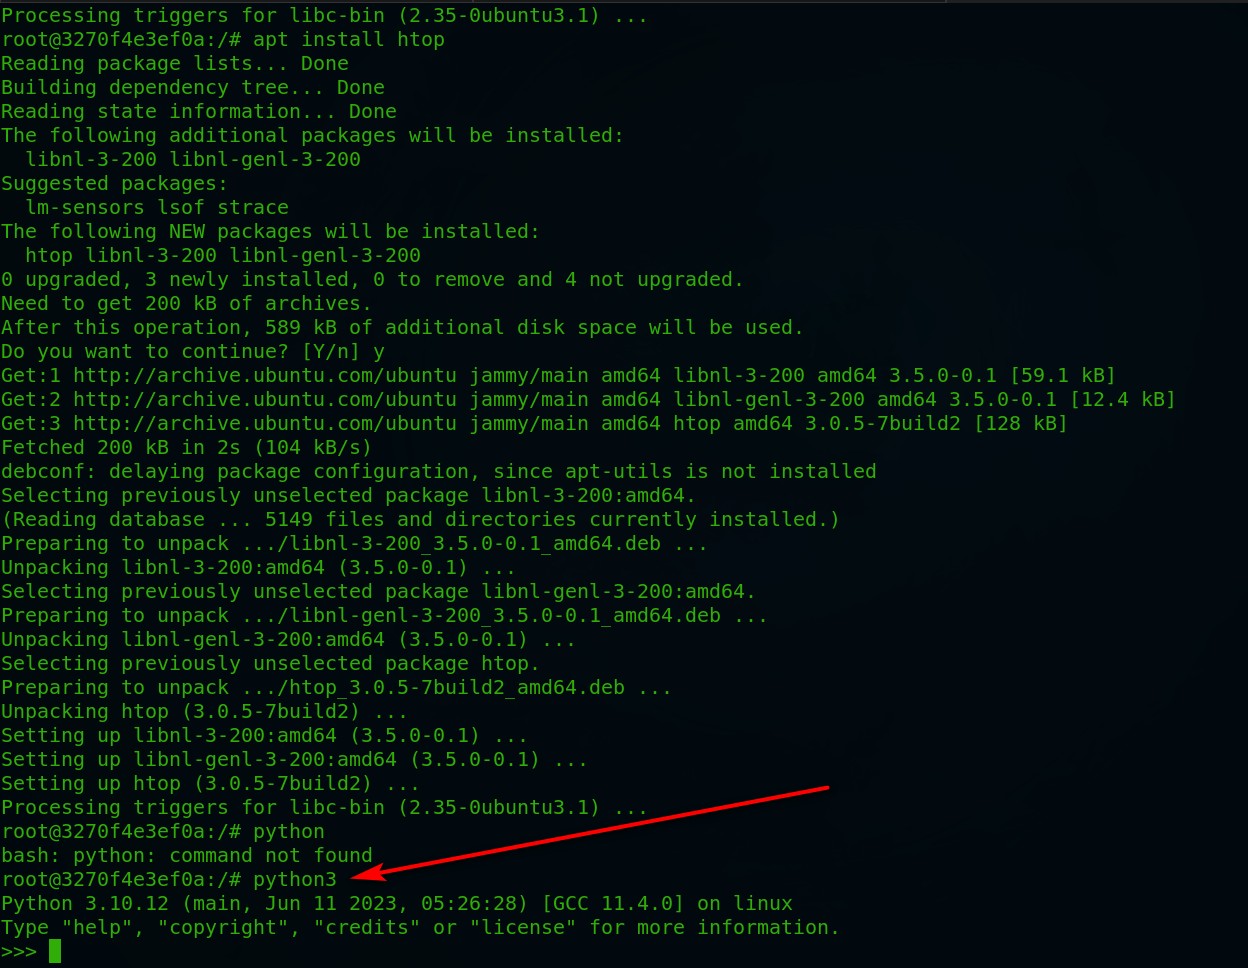 Processing triggers for libc-bin (2.35-0ubuntu3.1) ...
root@3270f4e3ef0a:/# apt install htop
Reading package lists... Done
Building dependency tree... Done
Reading state information... Done
The following additional packages will be installed:
  libnl-3-200 libnl-genl-3-200
Suggested packages:
  lm-sensors lsof strace
The following NEW packages will be installed:
  htop libnl-3-200 libnl-genl-3-200
0 upgraded, 3 newly installed, 0 to remove and 4 not upgraded.
Need to get 200 kB of archives.
After this operation, 589 kB of additional disk space will be used.
Do you want to continue? [Y/n] y
Get:1 http://archive.ubuntu.com/ubuntu jammy/main amd64 libnl-3-200 amd64 3.5.0-0.1 [59.1 kB]
Get:2 http://archive.ubuntu.com/ubuntu jammy/main amd64 libnl-genl-3-200 amd64 3.5.0-0.1 [12.4 kB]
Get:3 http://archive.ubuntu.com/ubuntu jammy/main amd64 htop amd64 3.0.5-7build2 [128 kB]
Fetched 200 kB in 2s (104 kB/s)
debconf: delaying package configuration, since apt-utils is not installed
Selecting previously unselected package libnl-3-200:amd64.
(Reading database ... 5149 files and directories currently installed.)
Preparing to unpack .../libnl-3-200_3.5.0-0.1_amd64.deb ...
Unpacking libnl-3-200:amd64 (3.5.0-0.1) ...
Selecting previously unselected package libnl-genl-3-200:amd64.
Preparing to unpack .../libnl-genl-3-200_3.5.0-0.1_amd64.deb ...
Unpacking libnl-genl-3-200:amd64 (3.5.0-0.1) ...
Selecting previously unselected package htop.
Preparing to unpack .../htop_3.0.5-7build2_amd64.deb ...
Unpacking htop (3.0.5-7build2) ...
Setting up libnl-3-200:amd64 (3.5.0-0.1) ...
Setting up libnl-genl-3-200:amd64 (3.5.0-0.1) ...
Setting up htop (3.0.5-7build2) ...
Processing triggers for libc-bin (2.35-0ubuntu3.1) ...
root@3270f4e3ef0a:/# python
bash: python: command not found
root@3270f4e3ef0a:/# python3
Python 3.10.12 (main, Jun 11 2023, 05:26:28) [GCC 11.4.0] on linux
Type "help", "copyright", "credits" or "license" for more information.
>>>